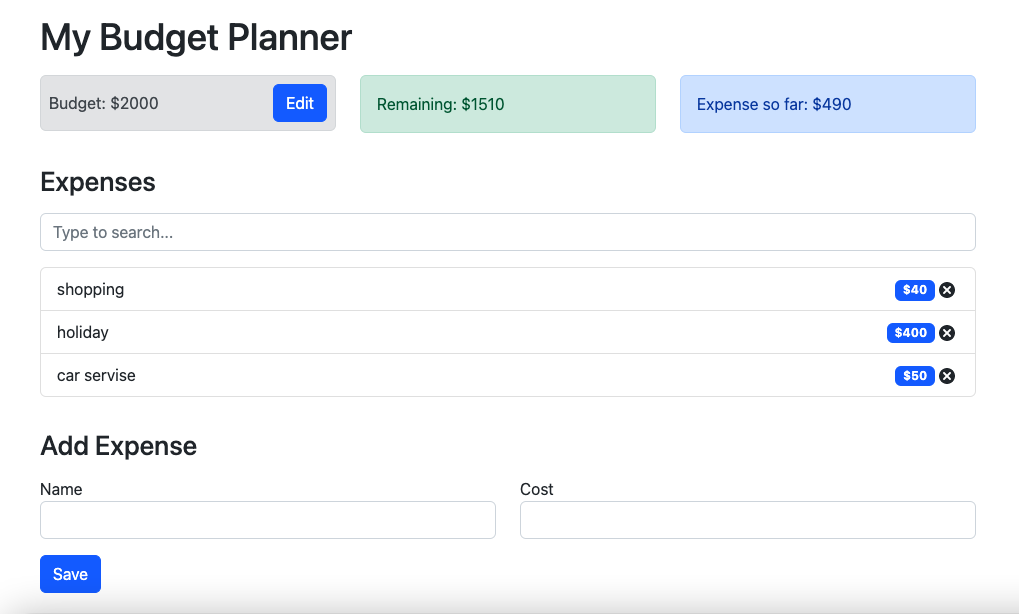 My Budget Planner
Budget: $2000 Edit Remaining: $1510 Expense so far: $490
Expenses
Type to search...
shopping $40
holiday $400
car servise $50
Add Expense
Name Cost
Save